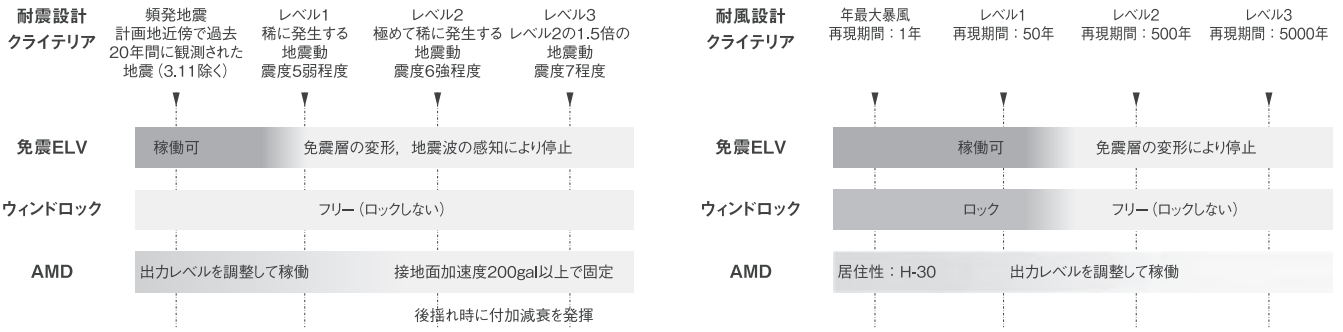 耐震設計
クライテリア
頻発地震
計画地近傍で過去
20年間に観測された
地震（3.11除く）
レベル1
稀に発生する
地震動
震度5弱程度
レベル2
極めて稀に発生する
地震動
震度6強程度
レベル3
レベル2の1.5倍の
地震動
震度7程度
免震ELV
稼働可
免震層の変形，地震波の感知により停止
ウィンドロック
フリー（ロックしない）
AMD
出力レベルを調整して稼働
接地面加速度200gal以上で固定
後揺れ時に付加減衰を発揮
耐風設計
クライテリア
年最大暴風
再現期間：1年
レベル1
再現期間：50年
レベル2
再現期間：500年
レベル3
再現期間：5000年
免震ELV
稼働可
免震層の変形により停止
ウィンドロック
ロック
フリー（ロックしない）
AMD
居住性：H-30
出力レベルを調整して稼働